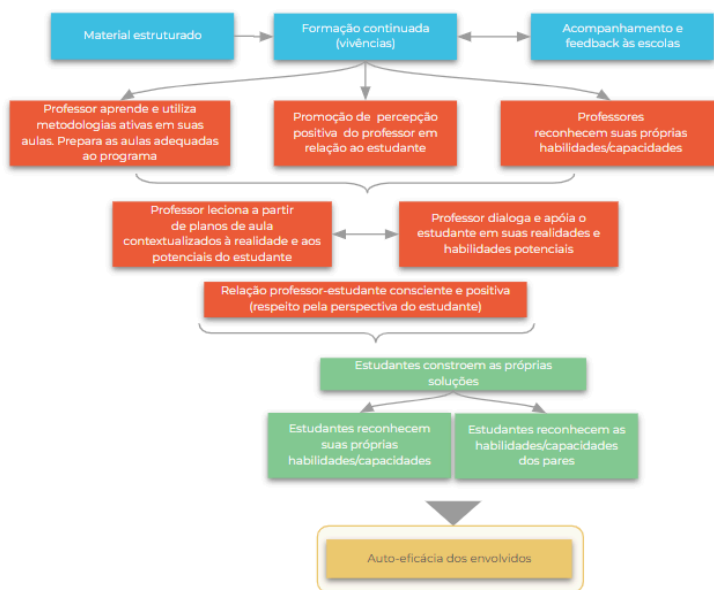 Material estruturado
Formação continuada
(vivências)
Acompanhamento e
feedback às escolas
Professor aprende e utiliza
metodologias ativas em suas
aulas. Prepara as aulas adequadas
ao programa
Promoção de percepção
positiva do professor em
relação ao estudante
Professores
reconhecem suas próprias
habilidades/capacidades
Professor leciona a partir
de planos de aula
contextualizados à realidade e aos
potenciais do estudante
Professor dialoga e apóia o
estudante em suas realidades e
habilidades potenciais
Relação professor-estudante consciente e positiva
(respeito pela perspectiva do estudante)
Estudantes constroem as próprias
soluções
Estudantes reconhecem
suas próprias
habilidades/capacidades
Estudantes reconhecem as
habilidades/capacidades
dos pares
Auto-eficácia dos envolvidos